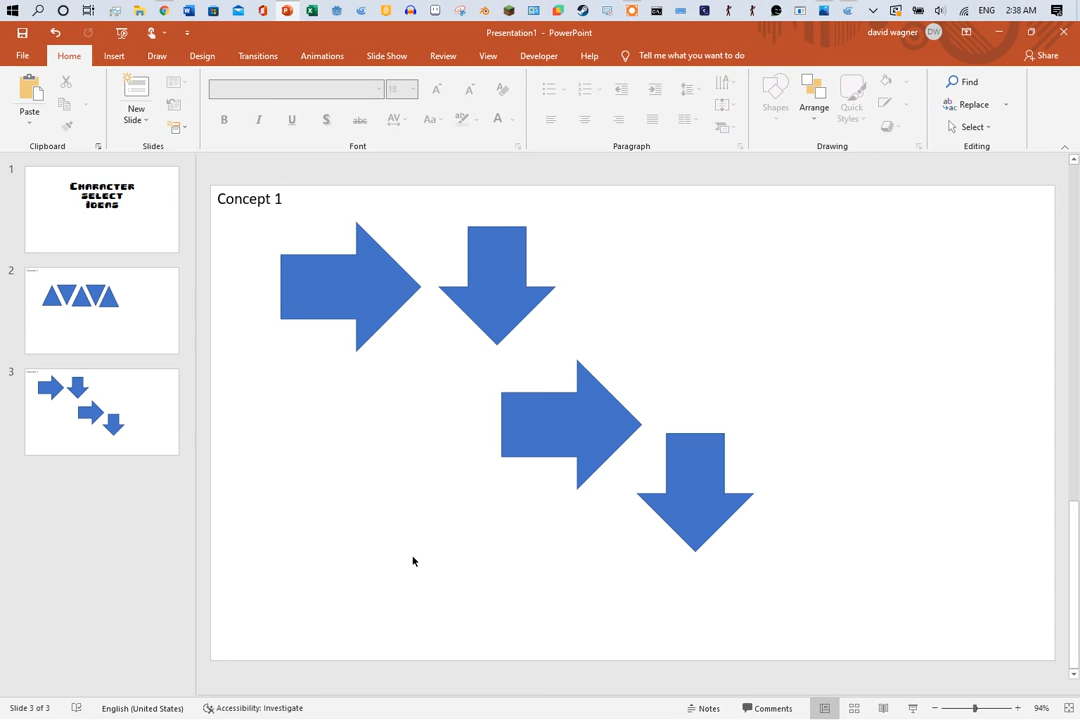 ENG 2:38 AM
Presentation1 - PowerPoint
david wagner DW
File Home Insert Draw Design Transitions Animations Slide Show Review View Developer Help Tell me what you want to do Share
Paste
New
Slide
18
Aa
Shapes Arrange Quick
Styles
Find
Replace
Select
Clipboard Slides Font Paragraph Drawing Editing
1
Character
select
ideas
2
3
Concept 1
Slide 3 of 3 English (United States) Accessibility: Investigate Notes Comments 94%